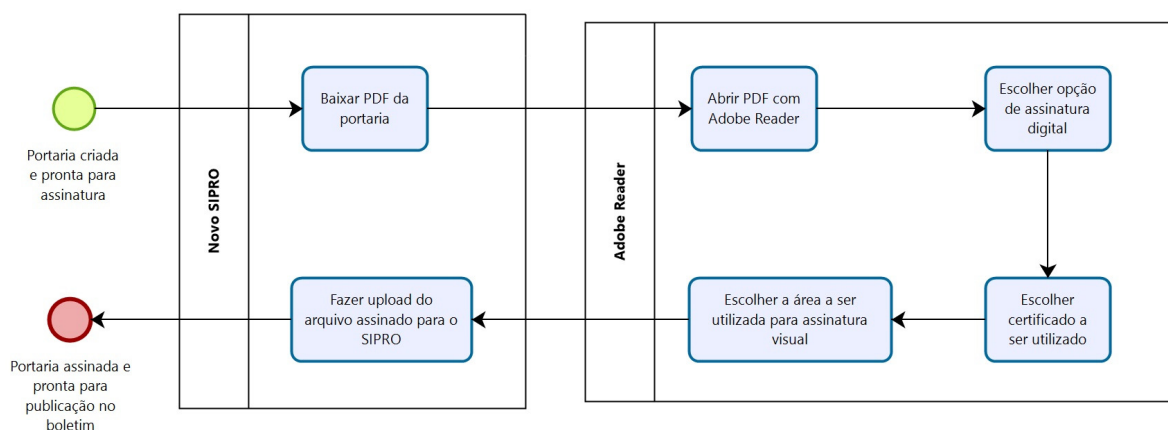 Novo SIPRO
Adobe Reader
Portaria criada
e pronta para
assinatura
Baixar PDF da
portaria
Abrir PDF com
Adobe Reader
Escolher opção
de assinatura
digital
Escolher
certificado a
ser utilizado
Escolher a área a ser
utilizada para assinatura
visual
Fazer upload do
arquivo assinado para o
SIPRO
Portaria assinada e
pronta para
publicação no
boletim